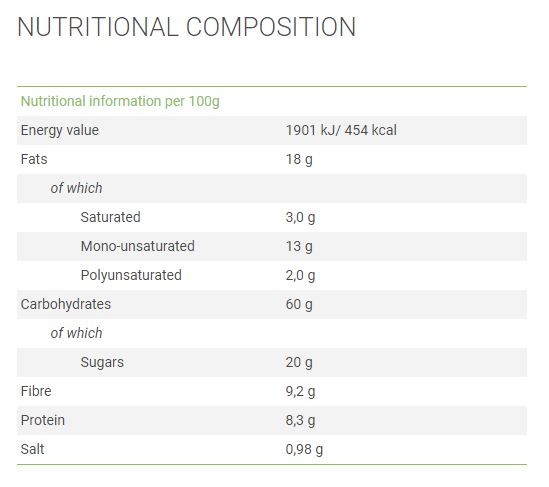 NUTRITIONAL COMPOSITION
Nutritional information per 100g
Energy value 1901 kJ/ 454 kcal
Fats 18 g
of which
Saturated 3,0 g
Mono-unsaturated 13 g
Polyunsaturated 2,0 g
Carbohydrates 60 g
of which
Sugars 20 g
Fibre 9,2 g
Protein 8,3 g
Salt 0,98 g